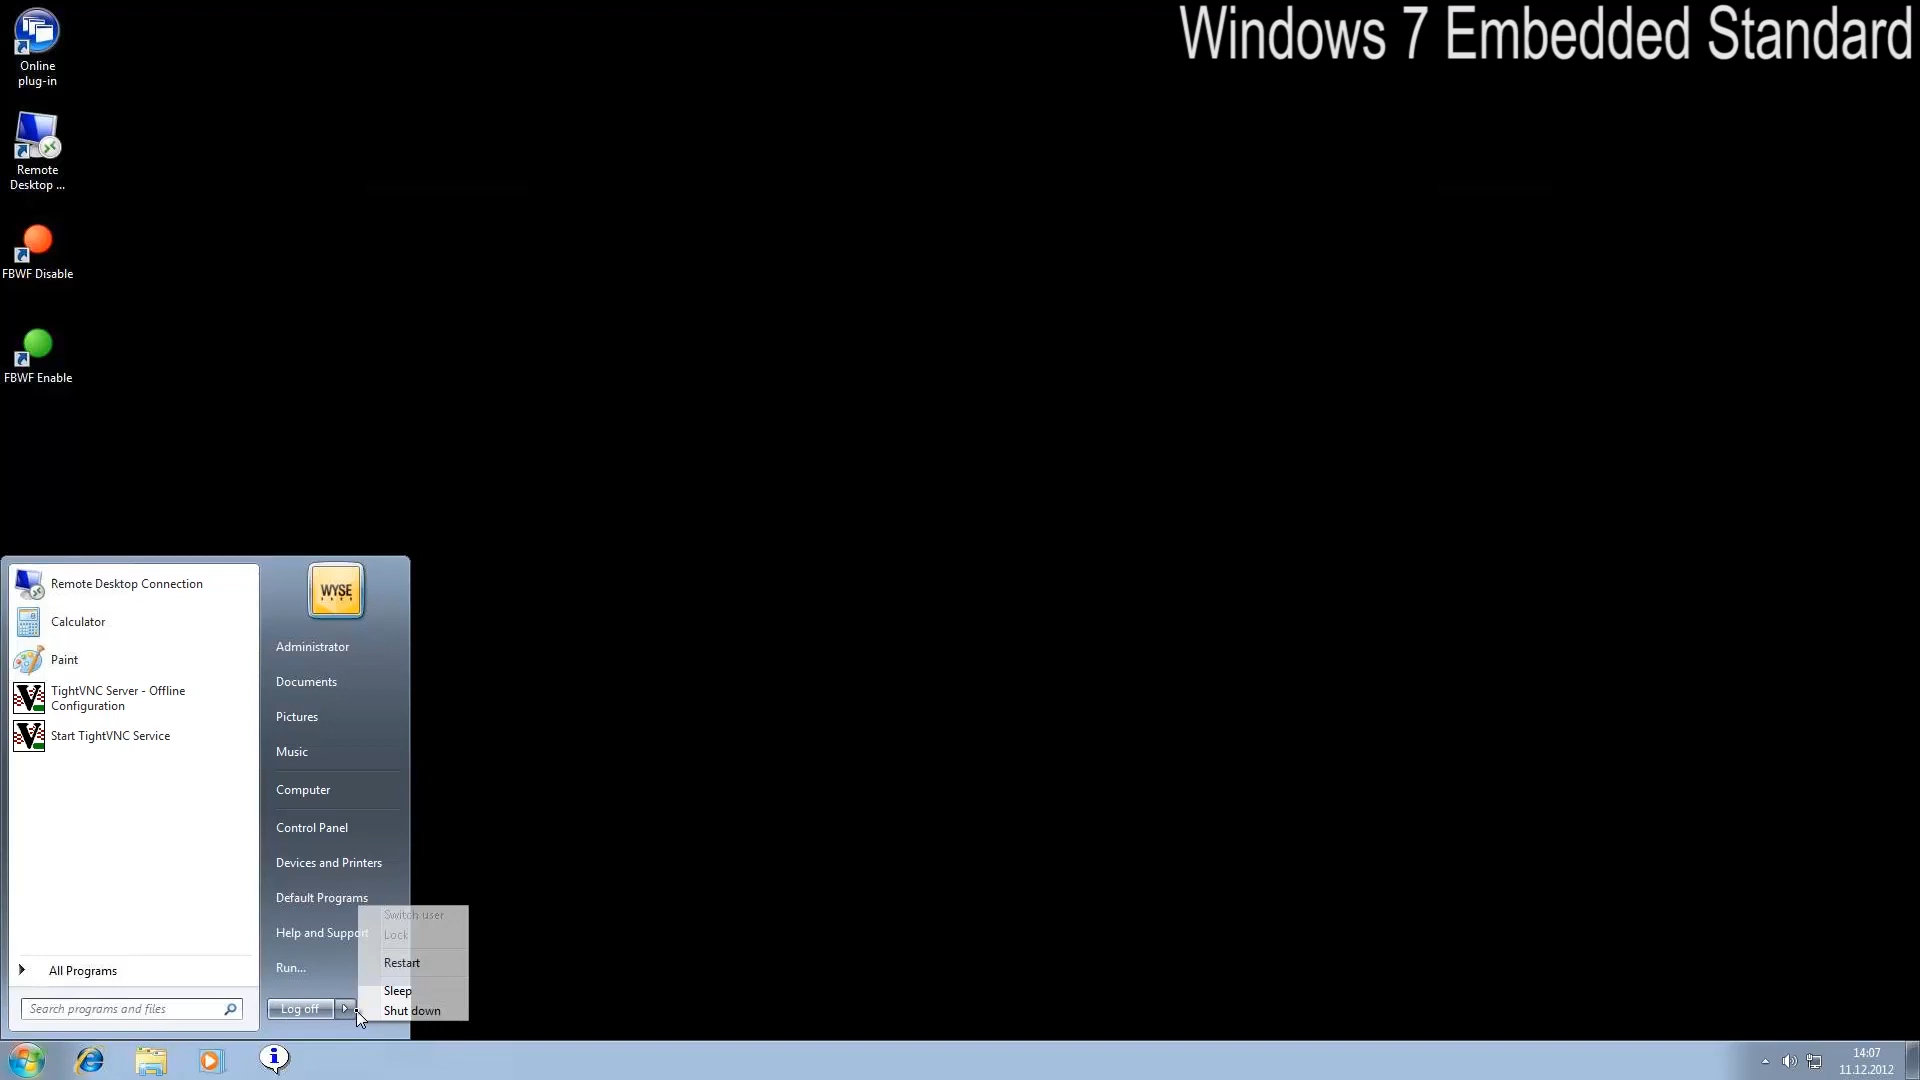 Windows 7 Embedded Standard
Online
plug-in
Remote
Desktop ...
FBWF Disable
FBWF Enable
Remote Desktop Connection
Calculator
Paint
TightVNC Server - Offline
Configuration
Start TightVNC Service
All Programs
Search programs and files
WYSE
Administrator
Documents
Pictures
Music
Computer
Control Panel
Devices and Printers
Default Programs
Help and Support
Run...
Log off
Switch user
Lock
Restart
Sleep
Shut down
14:07
11.12.2012